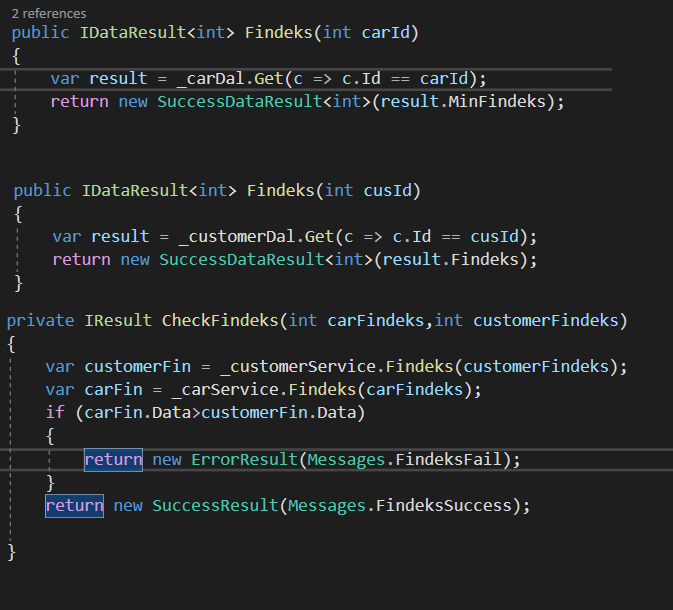 2 references
public IDataResult<int> Findeks(int carId)
{
var result = _carDal.Get(c => c.Id == carId);
return new SuccessDataResult<int>(result.MinFindeks);
}
public IDataResult<int> Findeks(int cusId)
{
var result = _customerDal.Get(c => c.Id == cusId);
return new SuccessDataResult<int>(result.Findeks);
}
private IResult CheckFindeks(int carFindeks,int customerFindeks)
{
var customerFin = _customerService.Findeks(customerFindeks);
var carFin = _carService.Findeks(carFindeks);
if (carFin.Data>customerFin.Data)
{
return new ErrorResult(Messages.FindeksFail);
}
return new SuccessResult(Messages.FindeksSuccess);
}